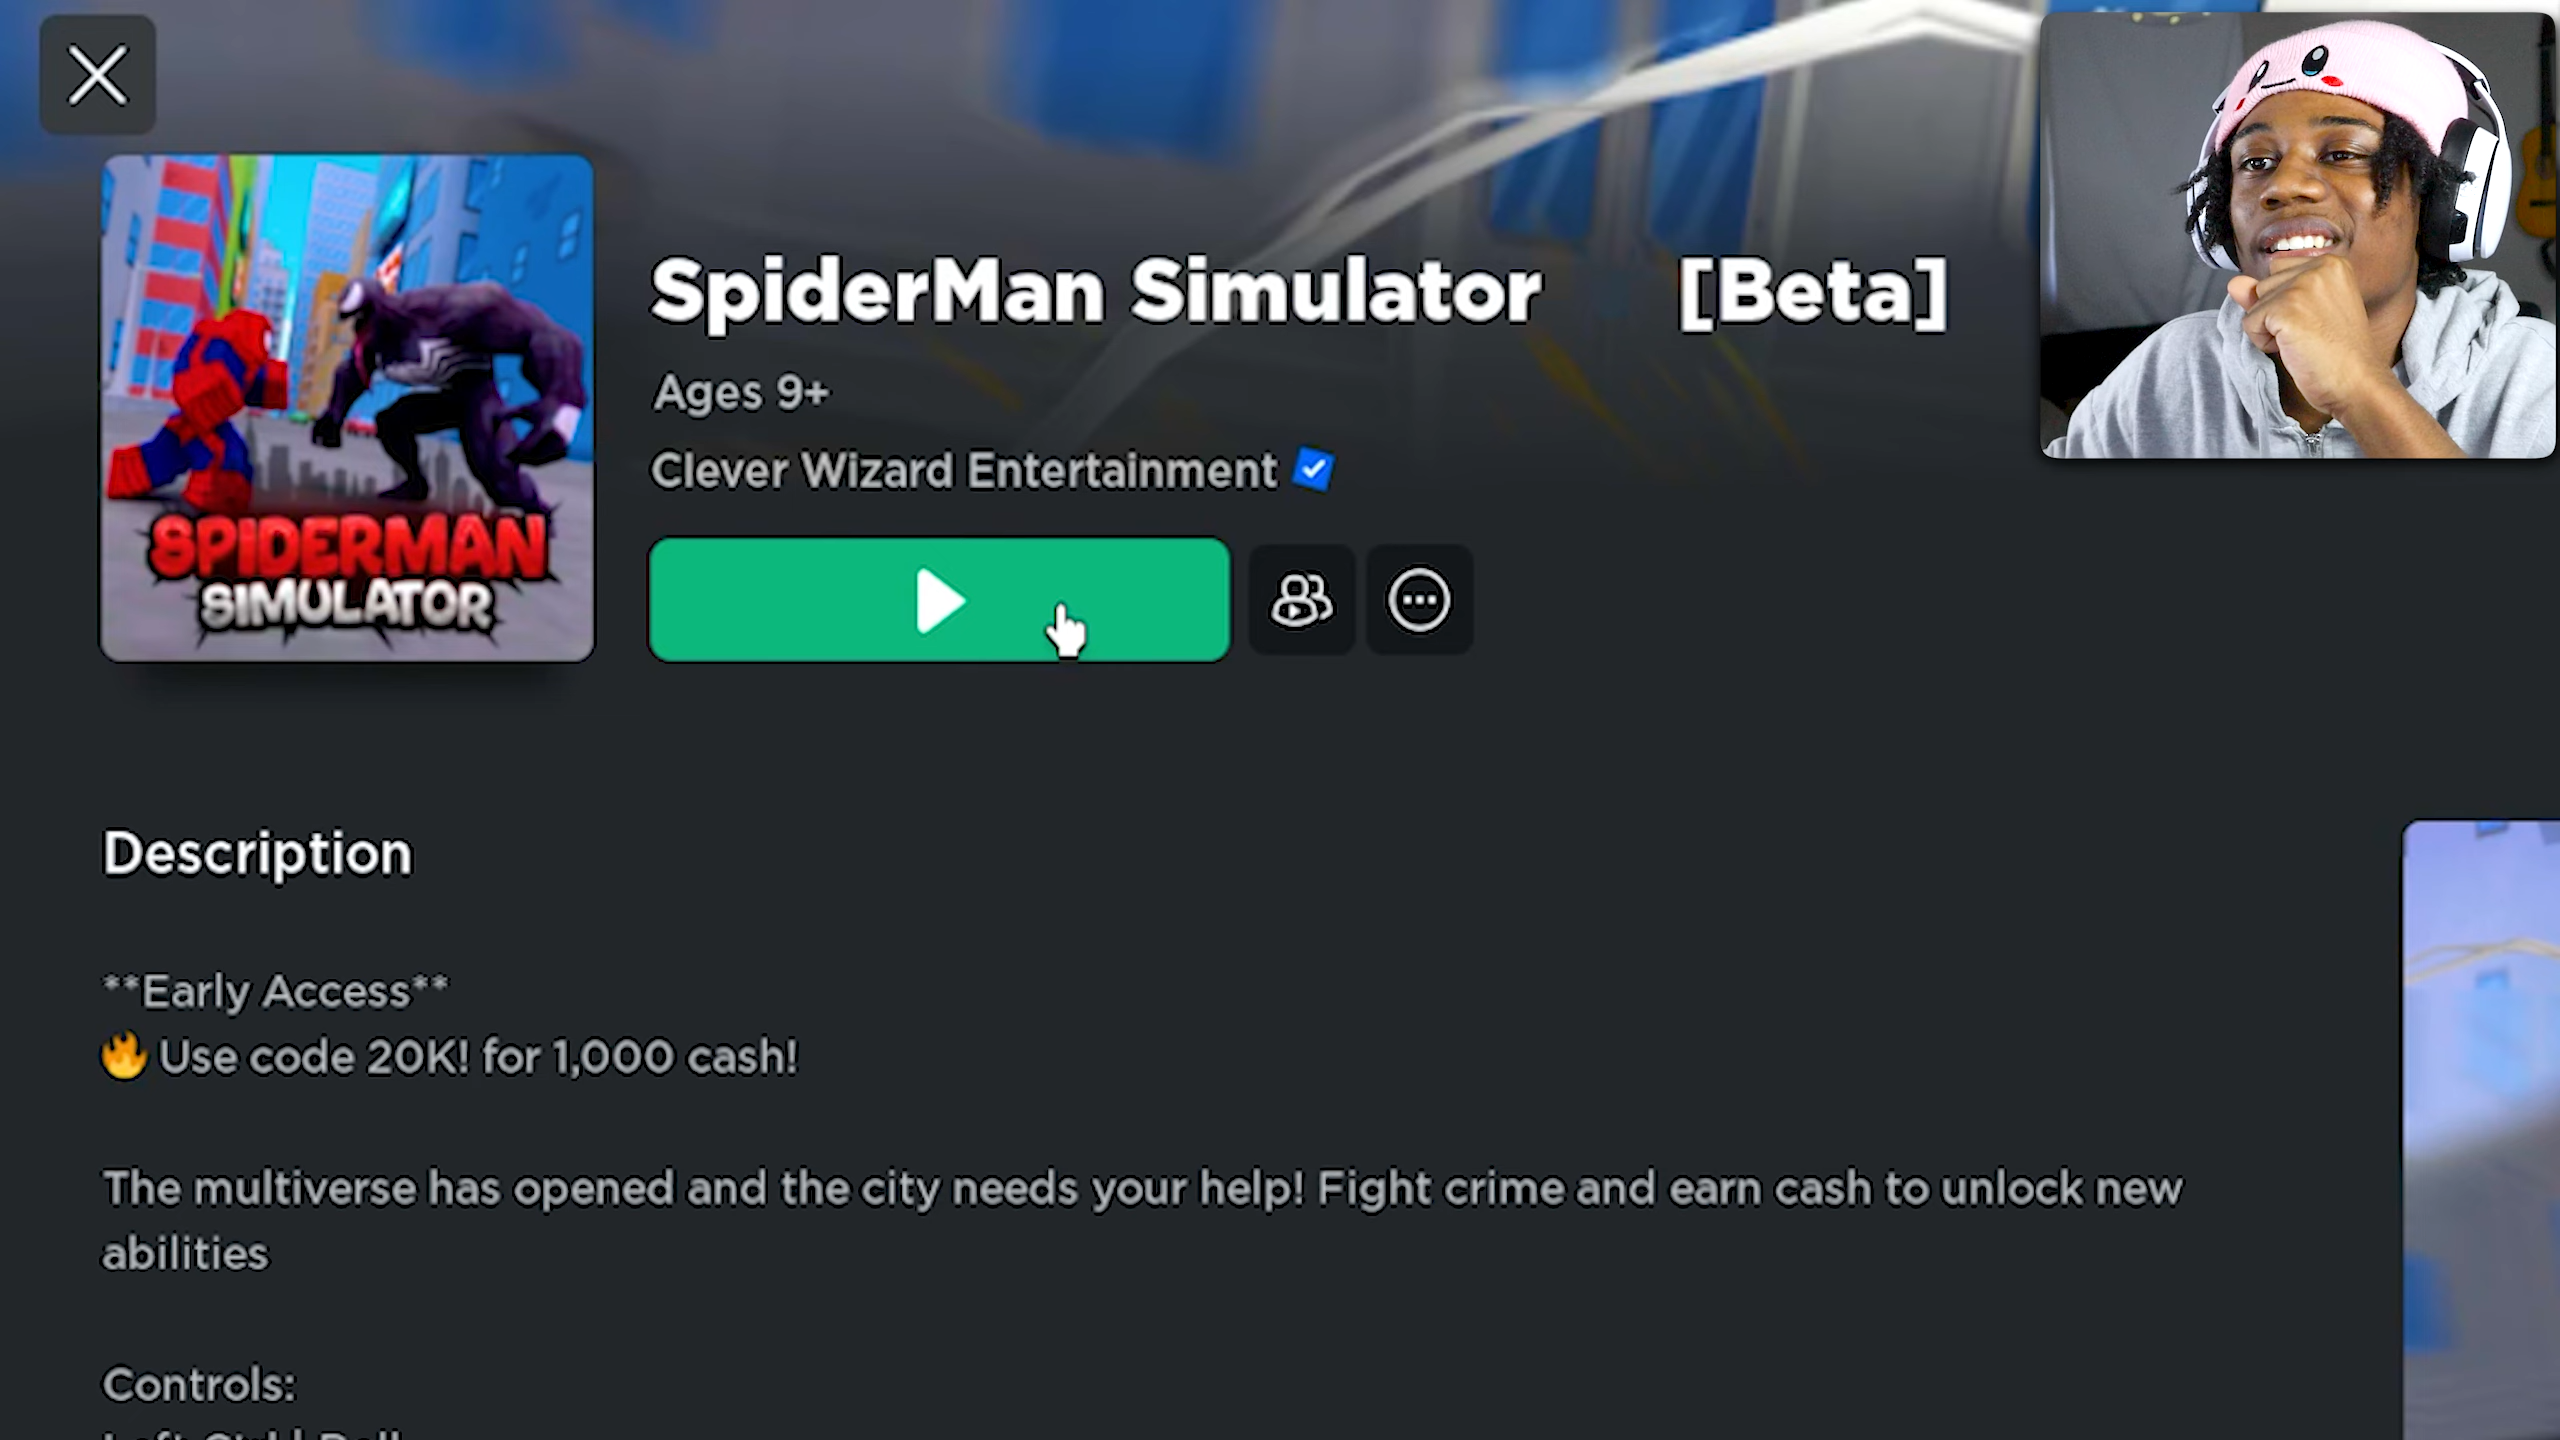 SpiderMan Simulator [Beta]
Ages 9+
Clever Wizard Entertainment
SPIDERMAN
SIMULATOR
Description
**Early Access**
🔥 Use code 20K! for 1,000 cash!
The multiverse has opened and the city needs your help! Fight crime and earn cash to unlock new
abilities
Controls: